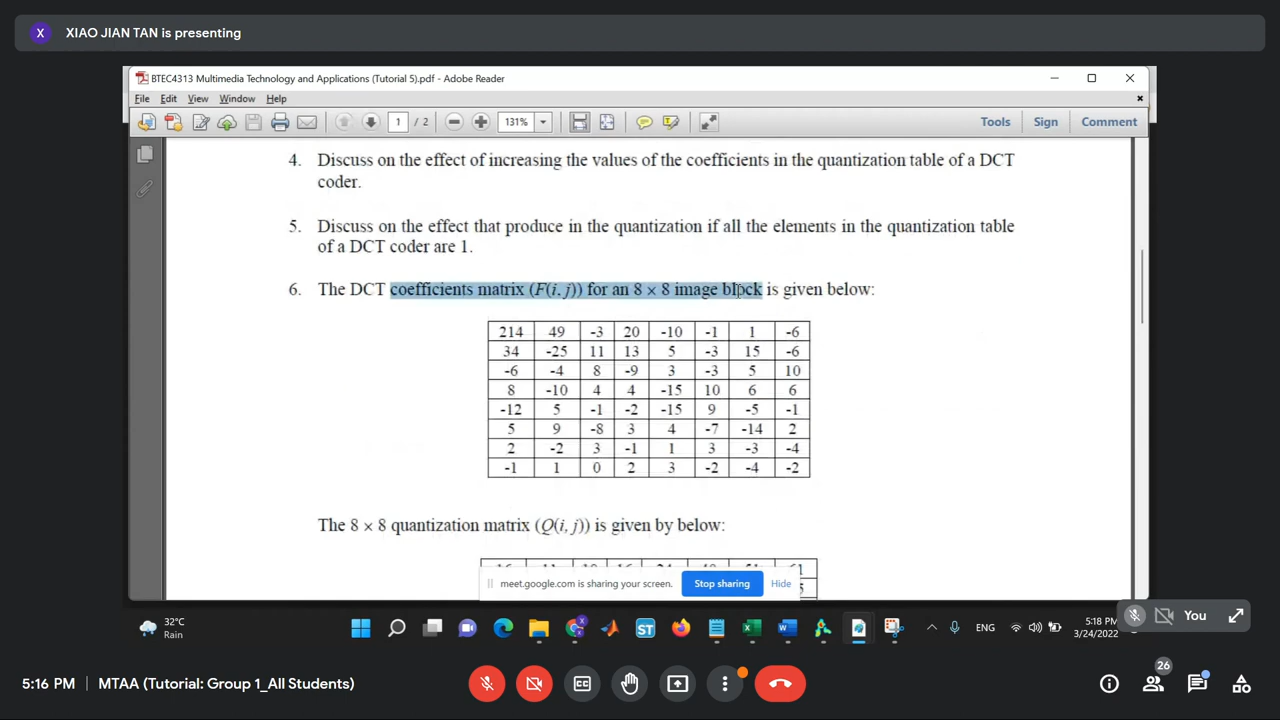 X XIAO JIAN TAN is presenting
BTEC4313 Multimedia Technology and Applications (Tutorial 5).pdf - Adobe Reader
File Edit View Window Help
1 / 2 131% Tools Sign Comment
4. Discuss on the effect of increasing the values of the coefficients in the quantization table of a DCT
coder.
5. Discuss on the effect that produce in the quantization if all the elements in the quantization table
of a DCT coder are 1.
6. The DCT coefficients matrix (F(i, j)) for an 8 × 8 image block is given below:
214 49 -3 20 -10 -1 1 -6
34 -25 11 13 5 -3 15 -6
-6 -4 8 -9 3 -3 5 10
8 -10 4 4 -15 10 6 6
-12 5 -1 -2 -15 9 -5 -1
5 9 -8 3 4 -7 -14 2
2 -2 3 -1 1 3 -3 -4
-1 1 0 2 3 -2 -4 -2
The 8 × 8 quantization matrix (Q(i, j)) is given by below:
meet.google.com is sharing your screen. Stop sharing Hide
You
32°C
Rain
X ST ENG 5:18 PM
3/24/2022
5:16 PM MTAA (Tutorial: Group 1_All Students) 26